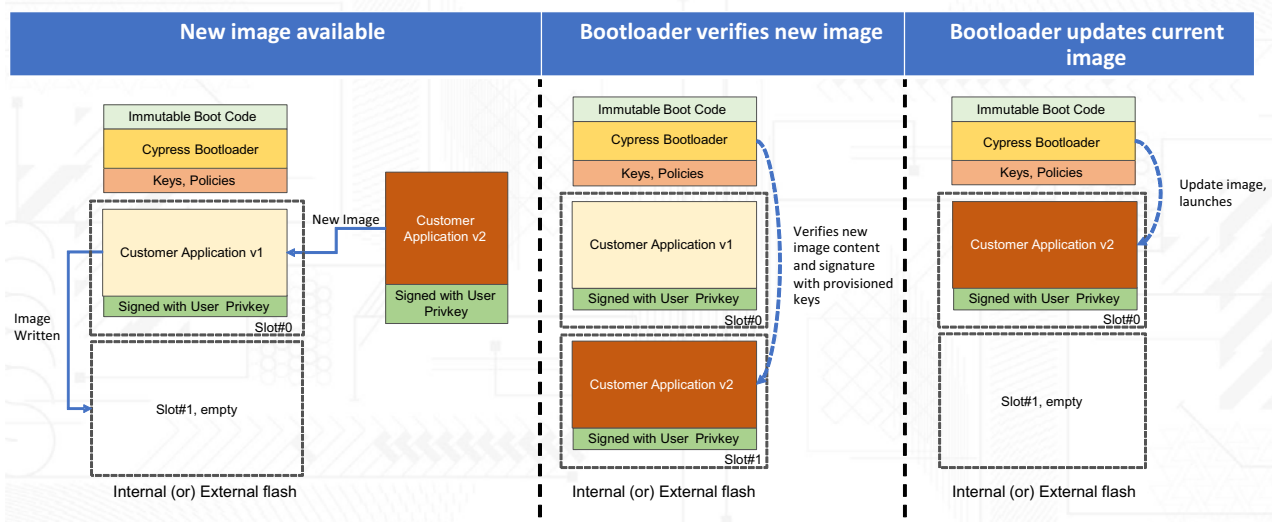 New image available
Bootloader verifies new image
Bootloader updates current
image
Immutable Boot Code
Cypress Bootloader
Keys, Policies
Customer Application v1
Signed with User Privkey
Slot#0
New Image
Customer
Application v2
Signed with User
Privkey
Image
Written
Slot#1, empty
Internal (or) External flash
Immutable Boot Code
Cypress Bootloader
Keys, Policies
Customer Application v1
Signed with User Privkey
Slot#0
Verifies new
image content
and signature
with provisioned
keys
Customer Application v2
Signed with User Privkey
Slot#1
Internal (or) External flash
Immutable Boot Code
Cypress Bootloader
Keys, Policies
Update image,
launches
Customer Application v2
Signed with User Privkey
Slot#0
Slot#1, empty
Internal (or) External flash